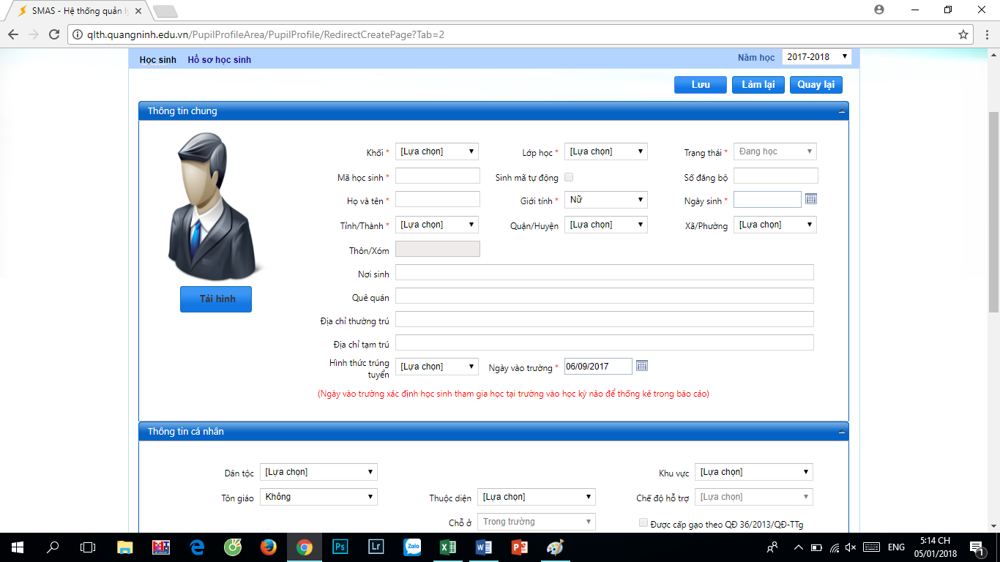 SMAS - Hệ thống quản l
qlth.quangninh.edu.vn/PupilProfileArea/PupilProfile/RedirectCreatePage?Tab=2
Học sinh Hồ sơ học sinh Năm học 2017-2018
Lưu Làm lại Quay lại
Thông tin chung
Khối * [Lựa chọn] Lớp học * [Lựa chọn] Trạng thái * Đang học
Mã học sinh * Sinh mã tự động Số đăng bộ
Họ và tên * Giới tính * Nữ Ngày sinh *
Tỉnh/Thành * [Lựa chọn] Quận/Huyện [Lựa chọn] Xã/Phường [Lựa chọn]
Thôn/Xóm
Nơi sinh
Tải hình
Quê quán
Địa chỉ thường trú
Địa chỉ tạm trú
Hình thức trúng
tuyển [Lựa chọn] Ngày vào trường * 06/09/2017
(Ngày vào trường xác định học sinh tham gia học tại trường vào học kỳ nào để thống kê trong báo cáo)
Thông tin cá nhân
Dân tộc [Lựa chọn] Khu vực [Lựa chọn]
Tôn giáo Không Thuộc diện [Lựa chọn] Chế độ hỗ trợ [Lựa chọn]
Chỗ ở Trong trường Được cấp gạo theo QĐ 36/2013/QĐ-TTg
Ps Lr Zalo ENG 5:14 CH
05/01/2018 1